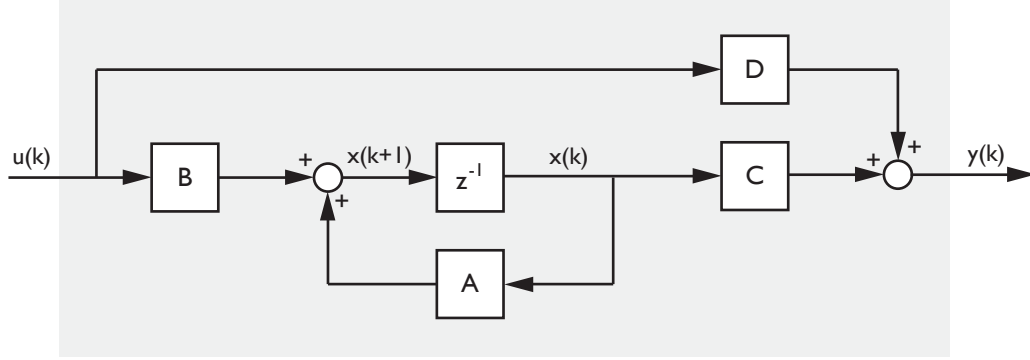 D
u(k)
B
+
x(k+1)
z-1
x(k)
C
+
+
y(k)
+
A